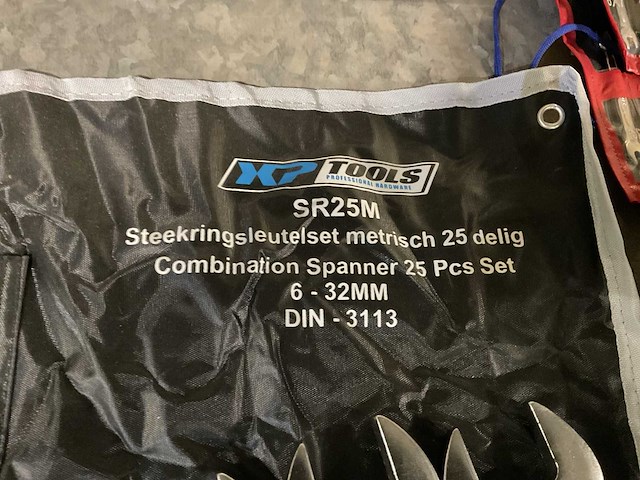 XP TOOLS
PROFESSIONAL HARDWARE
SR25M
Steekringsleutelset metrisch 25 delig
Combination Spanner 25 Pcs Set
6 - 32MM
DIN - 3113